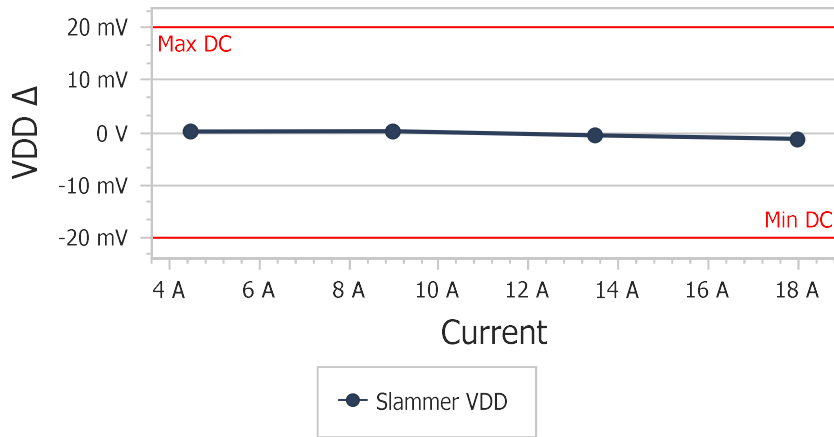 20 mV
Max DC
10 mV
VDD Δ
0 V
-10 mV
Min DC
-20 mV
4 A 6 A 8 A 10 A 12 A 14 A 16 A 18 A
Current
Slammer VDD